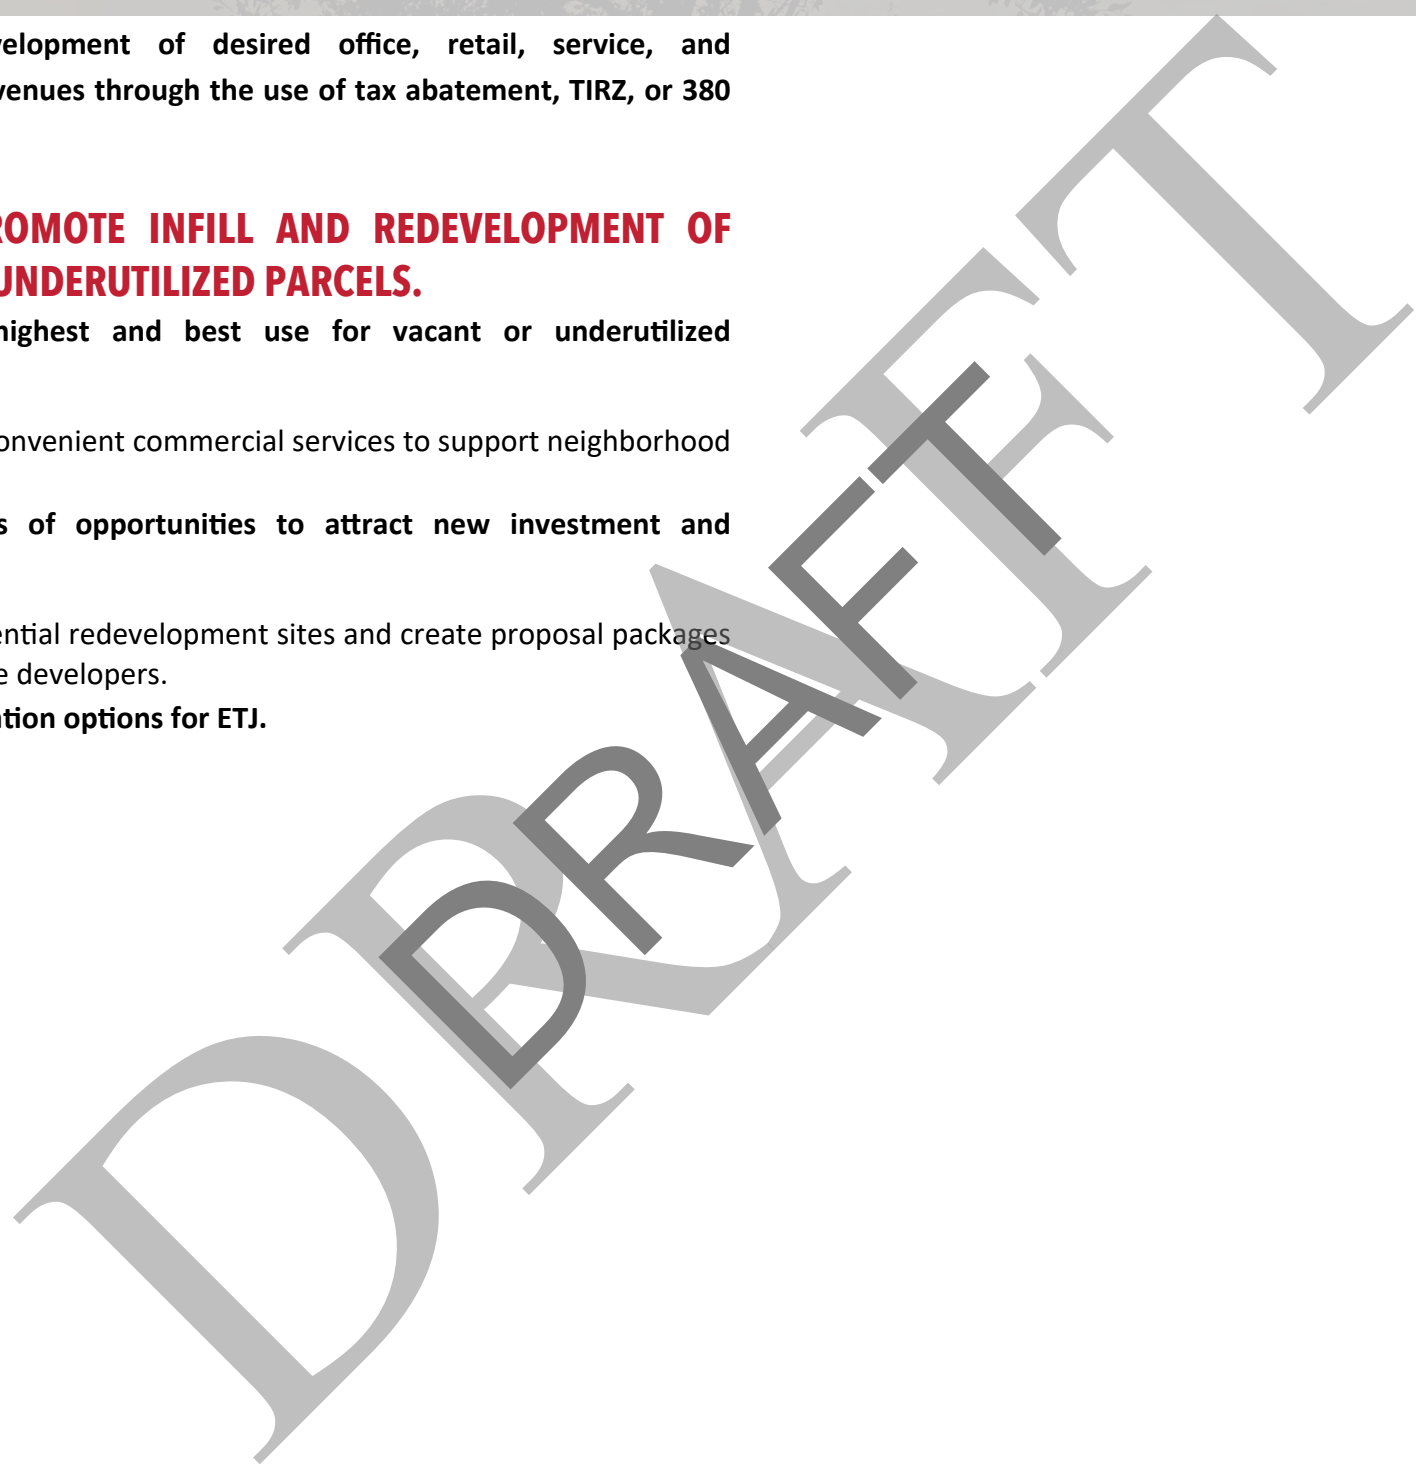 velopment of desired office, retail, service, and
venues through the use of tax abatement, TIRZ, or 380
ROMOTE INFILL AND REDEVELOPMENT OF
UNDERUTILIZED PARCELS.
highest and best use for vacant or underutilized
onvenient commercial services to support neighborhood
s of opportunities to attract new investment and
ential redevelopment sites and create proposal packages
e developers.
ation options for ETJ.
DRAFT
DRAFT